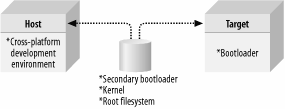 Host
*Cross-platform
development
environment
Target
*Bootloader
*Secondary bootloader
*Kernel
*Root filesystem